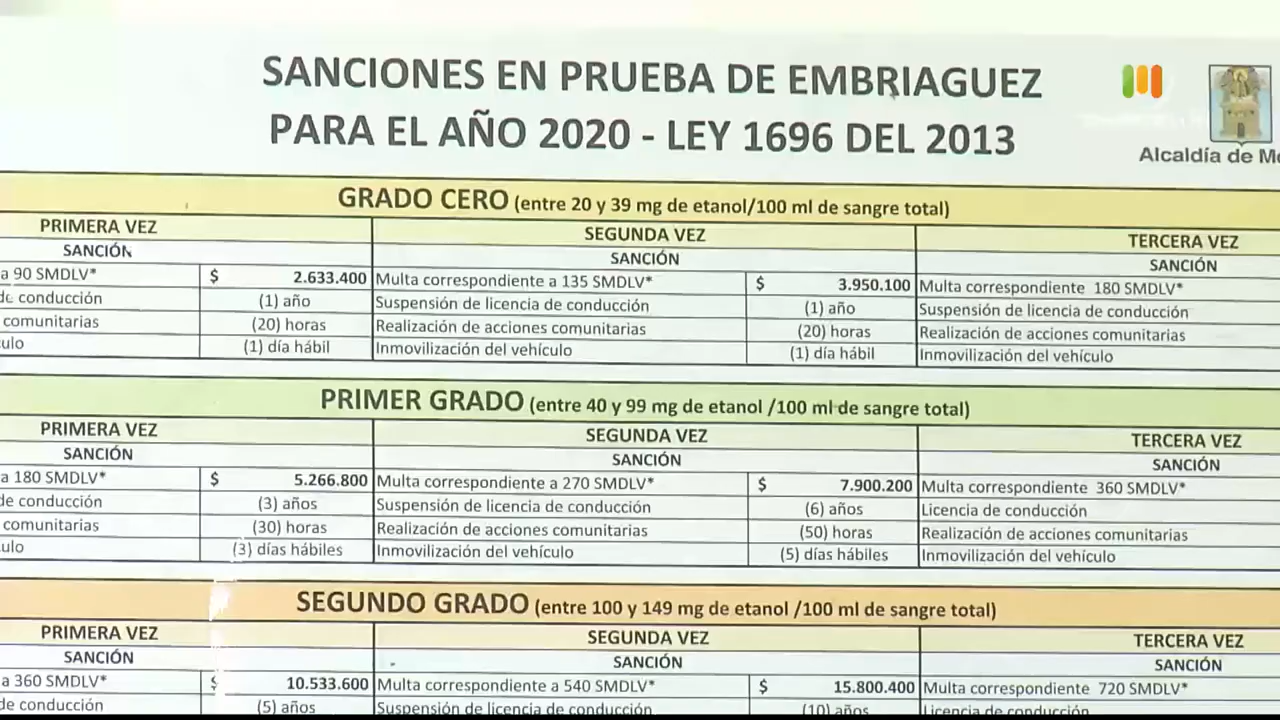 SANCIONES EN PRUEBA DE EMBRIAGUEZ
PARA EL AÑO 2020 - LEY 1696 DEL 2013
Alcaldía de
GRADO CERO (entre 20 y 39 mg de etanol/100 ml de sangre total)
PRIMERA VEZ SEGUNDA VEZ TERCERA VEZ
SANCIÓN SANCIÓN SANCIÓN
a 90 SMDLV* $ 2.633.400 Multa correspondiente a 135 SMDLV* $ 3.950.100 Multa correspondiente 180 SMDLV*
de conducción (1) año Suspensión de licencia de conducción (1) año Suspensión de licencia de conducción
comunitarias (20) horas Realización de acciones comunitarias (20) horas Realización de acciones comunitarias
ulo (1) día hábil Inmovilización del vehículo (1) día hábil Inmovilización del vehículo
PRIMER GRADO (entre 40 y 99 mg de etanol /100 ml de sangre total)
PRIMERA VEZ SEGUNDA VEZ TERCERA VEZ
SANCIÓN SANCIÓN SANCIÓN
a 180 SMDLV* $ 5.266.800 Multa correspondiente a 270 SMDLV* $ 7.900.200 Multa correspondiente 360 SMDLV*
de conducción (3) años Suspensión de licencia de conducción (6) años Licencia de conducción
comunitarias (30) horas Realización de acciones comunitarias (50) horas Realización de acciones comunitarias
ulo (3) días hábiles Inmovilización del vehículo (5) días hábiles Inmovilización del vehículo
SEGUNDO GRADO (entre 100 y 149 mg de etanol /100 ml de sangre total)
PRIMERA VEZ SEGUNDA VEZ TERCERA VEZ
SANCIÓN SANCIÓN SANCIÓN
a 360 SMDLV* $ 10.533.600 Multa correspondiente a 540 SMDLV* $ 15.800.400 Multa correspondiente 720 SMDLV*
de conducción (5) años Suspensión de licencia de conducción (10) años Licencia de conducción